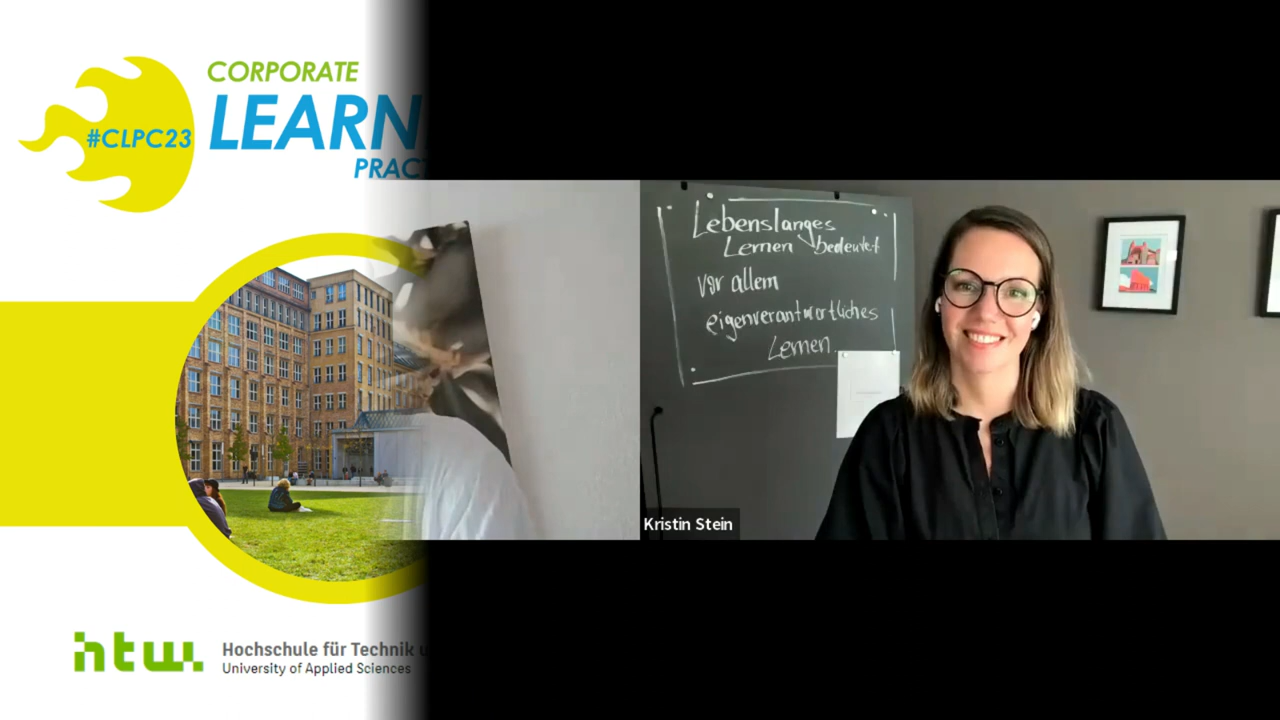 CORPORATE
#CLPC23
LEARN
PRACT
Lebenslanges
Lernen bedeutet
vor allem
eigenverantwortliches
Lernen.
Kristin Stein
htw.
Hochschule für Technik u
University of Applied Sciences